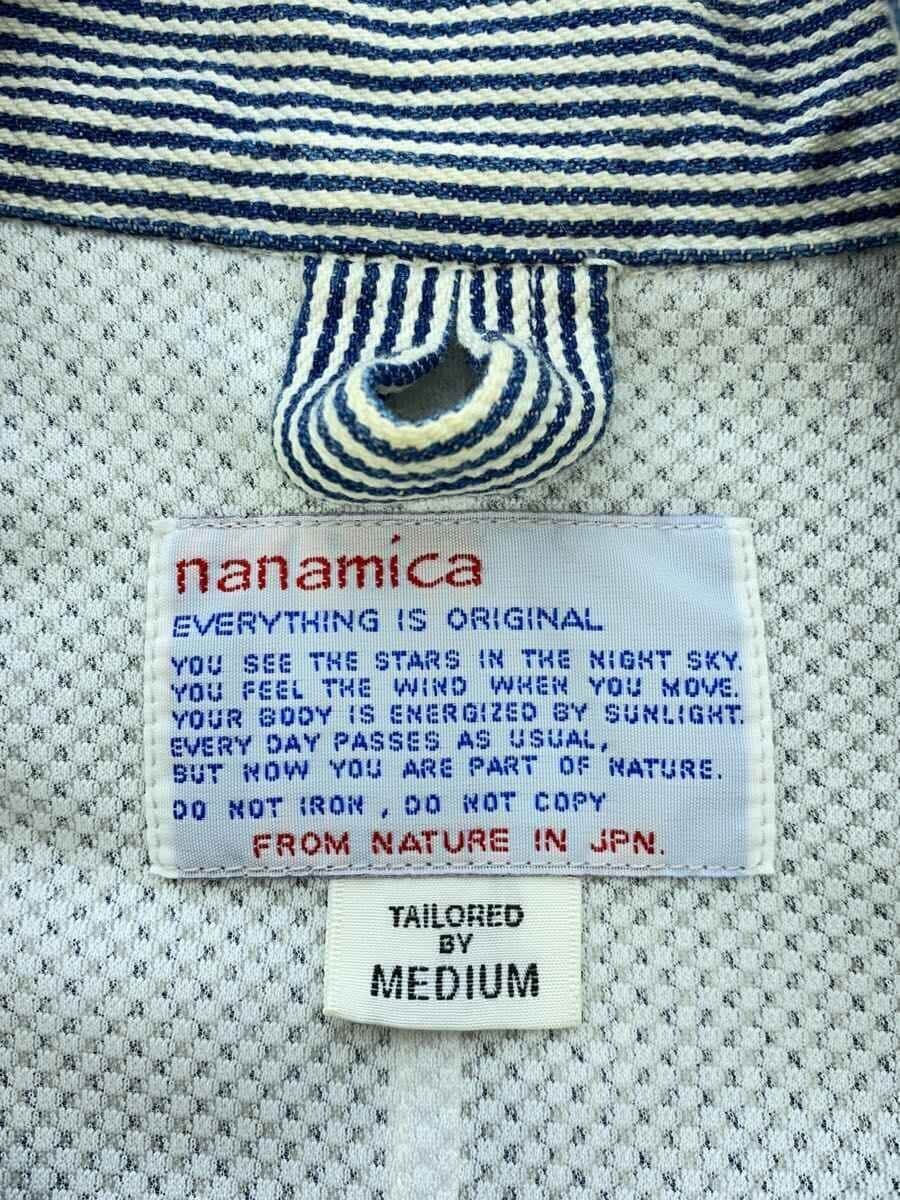 nanamica
EVERYTHING IS ORIGINAL
YOU SEE THE STARS IN THE NIGHT SKY.
YOU FEEL THE WIND WHEN YOU MOVE.
YOUR BODY IS ENERGIZED BY SUNLIGHT.
EVERY DAY PASSES AS USUAL,
BUT NOW YOU ARE PART OF NATURE.
DO NOT IRON , DO NOT COPY
FROM NATURE IN JPN.
TAILORED
BY
MEDIUM